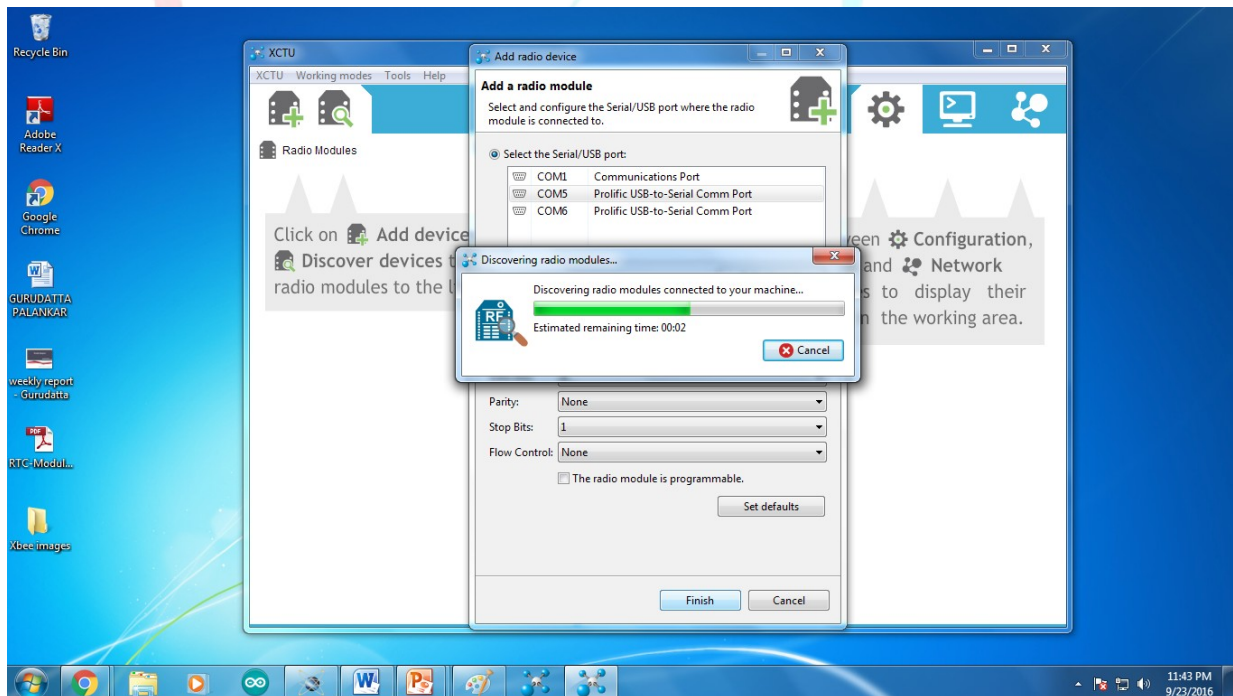 Recycle Bin
Adobe
Reader X
Google
Chrome
GURUDATTA
PALANKAR
weekly report
- Gurudatta
PDF
RTC-Modul...
Xbee images
XCTU
XCTU Working modes Tools Help
Radio Modules
Click on Add device
Discover devices t
radio modules to the l
Add radio device
Add a radio module
Select and configure the Serial/USB port where the radio
module is connected to.
Select the Serial/USB port:
COM1 Communications Port
COM5 Prolific USB-to-Serial Comm Port
COM6 Prolific USB-to-Serial Comm Port
Discovering radio modules...
Discovering radio modules connected to your machine...
RF
Estimated remaining time: 00:02
Cancel
Parity: None
Stop Bits: 1
Flow Control: None
The radio module is programmable.
Set defaults
Finish Cancel
een Configuration,
and Network
s to display their
n the working area.
11:43 PM
9/23/2016